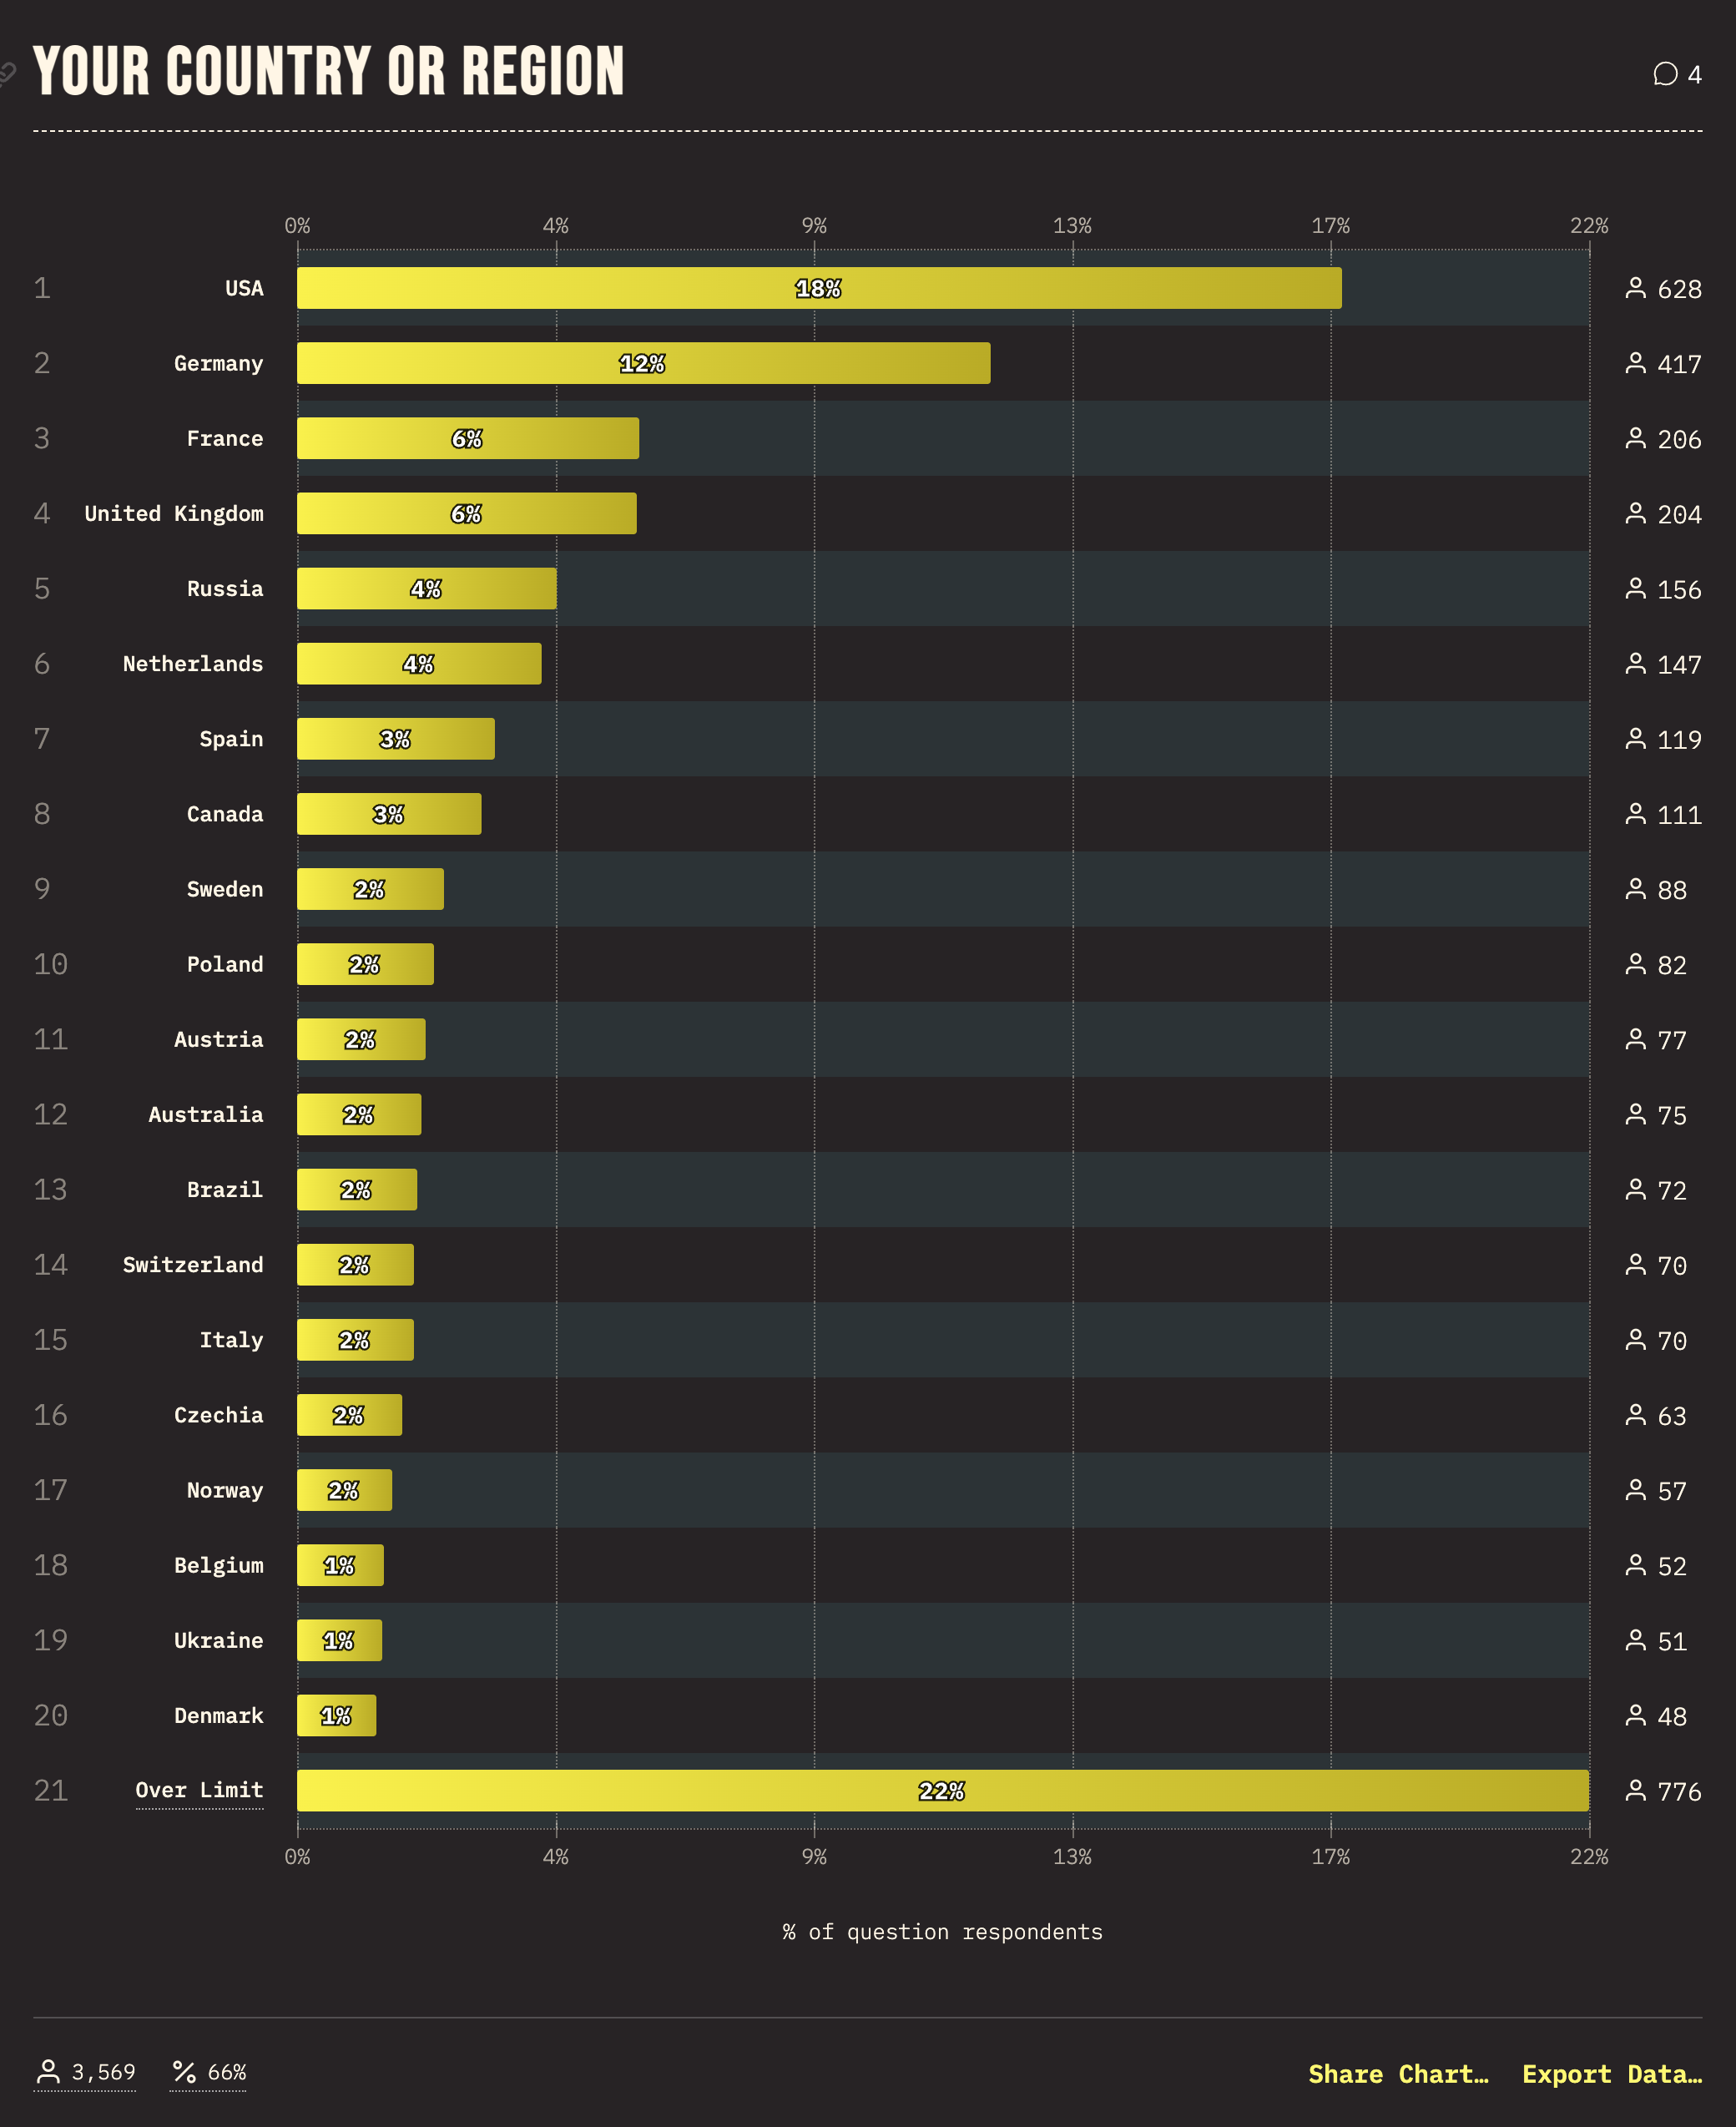 YOUR COUNTRY OR REGION 4
0% 4% 9% 13% 17% 22%
1 USA 18% 628
2 Germany 12% 417
3 France 6% 206
4 United Kingdom 6% 204
5 Russia 4% 156
6 Netherlands 4% 147
7 Spain 3% 119
8 Canada 3% 111
9 Sweden 2% 88
10 Poland 2% 82
11 Austria 2% 77
12 Australia 2% 75
13 Brazil 2% 72
14 Switzerland 2% 70
15 Italy 2% 70
16 Czechia 2% 63
17 Norway 2% 57
18 Belgium 1% 52
19 Ukraine 1% 51
20 Denmark 1% 48
21 Over Limit 22% 776
0% 4% 9% 13% 17% 22%
% of question respondents
3,569 66% Share Chart… Export Data…